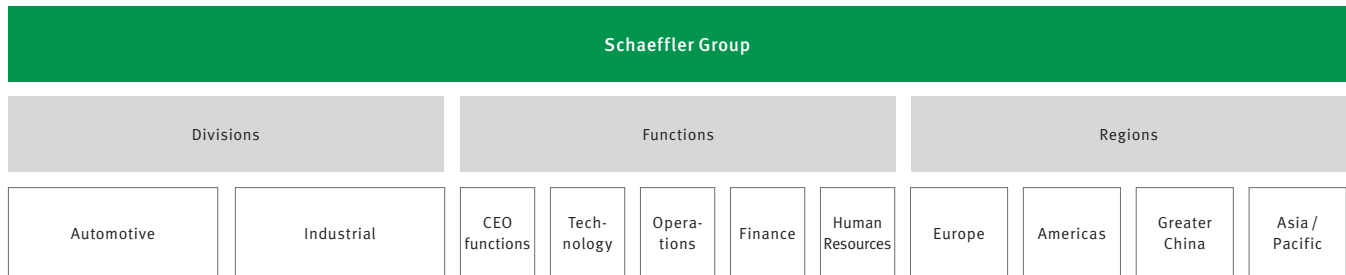 Schaeffler Group
Divisions
Functions
Regions
Automotive
Industrial
CEO
functions
Tech-
nology
Opera-
tions
Finance
Human
Resources
Europe
Americas
Greater
China
Asia /
Pacific